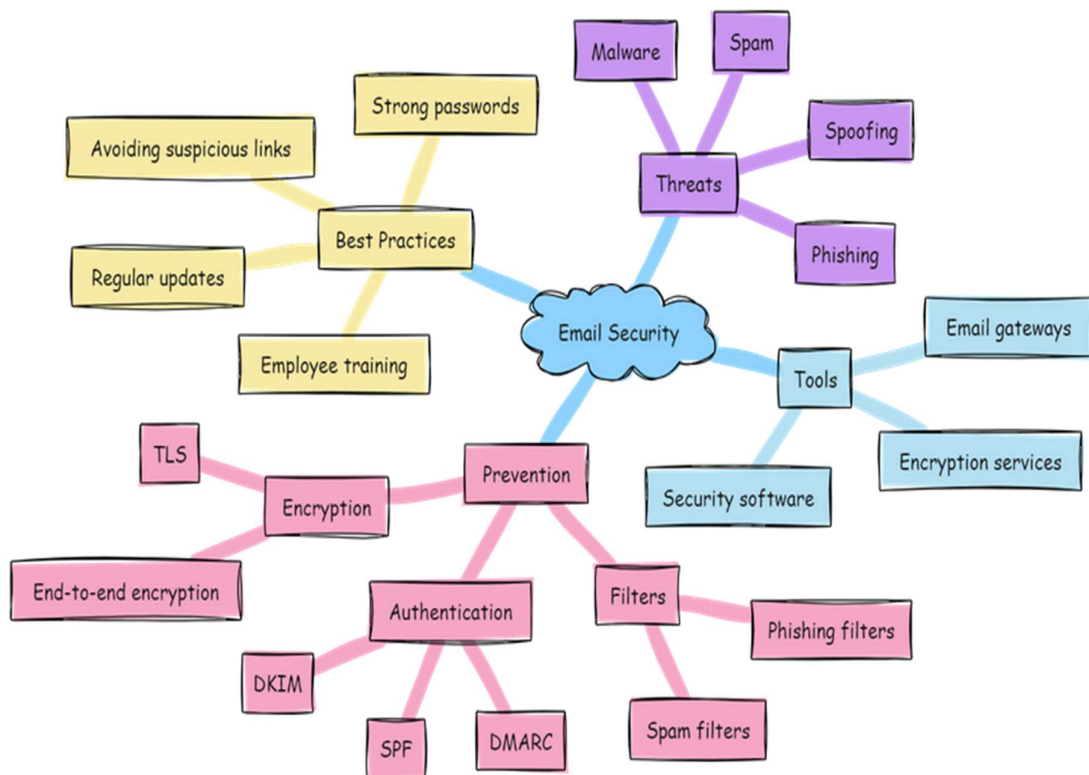 Malware
Spam
Strong passwords
Spoofing
Avoiding suspicious links
Threats
Best Practices
Phishing
Regular updates
Email Security
Email gateways
Employee training
Tools
TLS
Prevention
Encryption services
Security software
Encryption
End-to-end encryption
Authentication
Filters
Phishing filters
DKIM
SPF
DMARC
Spam filters